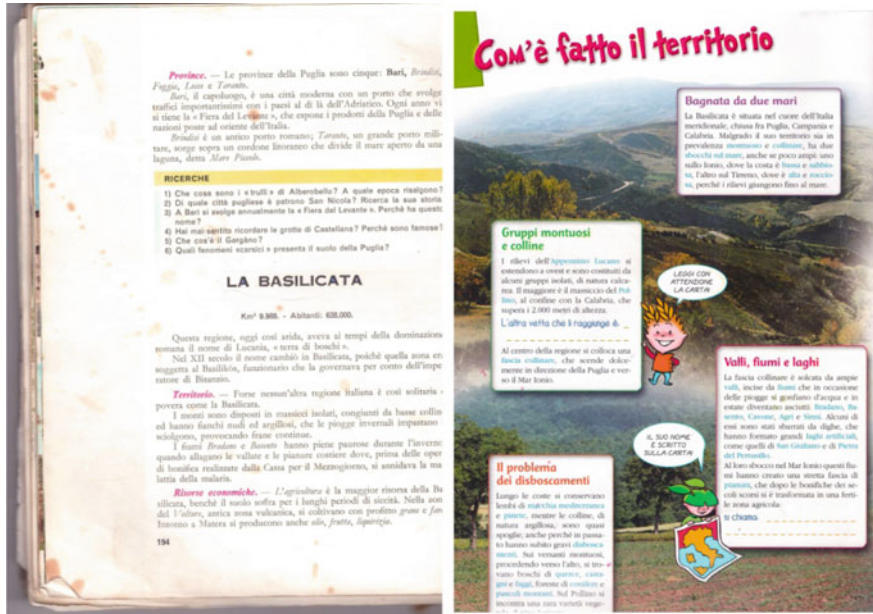 Province. — Le province della Puglia sono cinque: Bari, Brindisi,
Foggia, Lecce e Taranto.
Bari, il capoluogo, è una città moderna con un porto che svolge
traffici importantissimi con i paesi al di là dell'Adriatico. Ogni anno vi
si tiene la « Fiera del Levante », che espone i prodotti della Puglia e delle
nazioni poste ad oriente dell'Italia.
Brindisi è un antico porto romano; Taranto, un grande porto mili-
tare, sorge sopra un cordone litoraneo che divide il mare aperto da una
laguna, detta Mare Piccolo.
RICERCHE
1) Che cosa sono i «trulli» di Alberobello? A quale epoca risalgono?
2) Di quale città pugliese è patrono San Nicola? Ricerca la sua storia.
3) A Bari si svolge annualmente la « Fiera del Levante ». Perchè ha questo
nome?
4) Hai mai sentito ricordare le grotte di Castellana? Perchè sono famose?
5) Che cos'è il Gargàno?
6) Quali fenomeni «carsici» presenta il suolo della Puglia?
LA BASILICATA
Km² 9.988. - Abitanti: 638.000.
Questa regione, oggi così arida, aveva ai tempi della dominazione
romana il nome di Lucania, « terra di boschi ».
Nel XII secolo il nome cambiò in Basilicata, poichè quella zona era
soggetta al Basilikòn, funzionario che la governava per conto dell'impe
ratore di Bisanzio.
Territorio. — Forse nessun'altra regione italiana è così solitaria
povera come la Basilicata.
I monti sono disposti in massicci isolati, congiunti da basse collin
ed hanno fianchi nudi ed argillosi, che le piogge invernali impastano
sciolgono, provocando frane continue.
I fiumi Bradano e Basento hanno piene paurose durante l'inverno
quando allagano le vallate e le pianure costiere dove, prima delle oper
di bonifica realizzate dalla Cassa per il Mezzogiorno, si annidava la ma
lattia della malaria.
Risorse economiche. — L'agricoltura è la maggior risorsa della Ba
silicata, benchè il suolo soffra per i lunghi periodi di siccità. Nella zon
del Vulture, antica zona vulcanica, si coltivano con profitto grano e fav
Intorno a Matera si producono anche olio, frutta, liquirizia.
194
Com'è fatto il territorio
Bagnata da due mari
La Basilicata è situata nel cuore dell'Italia
meridionale, chiusa fra Puglia, Campania e
Calabria. Malgrado il suo territorio sia in
prevalenza montuoso e collinare, ha due
sbocchi sul mare, anche se poco ampi: uno
sullo Ionio, dove la costa è bassa e sabbio-
sa, l'altro sul Tirreno, dove è alta e roccio-
sa, perché i rilievi giungono fino al mare.
Gruppi montuosi
e colline
I rilievi dell'Appennino Lucano si
estendono a ovest e sono costituiti da
alcuni gruppi isolati, di natura calca-
rea. Il maggiore è il massiccio del Pol-
lino, al confine con la Calabria, che
supera i 2.000 metri di altezza.
L'altra vetta che li raggiunge è:
Al centro della regione si colloca una
fascia collinare, che scende dolce-
mente in direzione della Puglia e ver-
so il Mar Ionio.
LEGGI CON
ATTENZIONE
LA CARTA!
Valli, fiumi e laghi
La fascia collinare è solcata da ampie
valli, incise da fiumi che in occasione
delle piogge si gonfiano d'acqua e in
estate diventano asciutti: Bradano, Ba-
sento, Cavone, Agri e Sinni. Alcuni di
essi sono stati sbarrati da dighe, che
hanno formato grandi laghi artificiali,
come quelli di San Giuliano e di Pietra
del Pertusillo.
Al loro sbocco nel Mar Ionio questi fiu-
mi hanno creato una stretta fascia di
pianura, che dopo le bonifiche dei se-
coli scorsi si è trasformata in una ferti-
le zona agricola:
si chiama:
IL SUO NOME
È SCRITTO
SULLA CARTA!
Il problema
dei disboscamenti
Lungo le coste si conservano
lembi di macchia mediterranea
e pinete, mentre le colline, di
natura argillosa, sono quasi
spoglie, anche perché in passa-
to hanno subito gravi disbosca-
menti. Sui versanti montuosi,
procedendo verso l'alto, si tro-
vano boschi di querce, casta-
gni e faggi, foreste di conifere e
pascoli montani. Sul Pollino si
incontra una rara varietà vege-